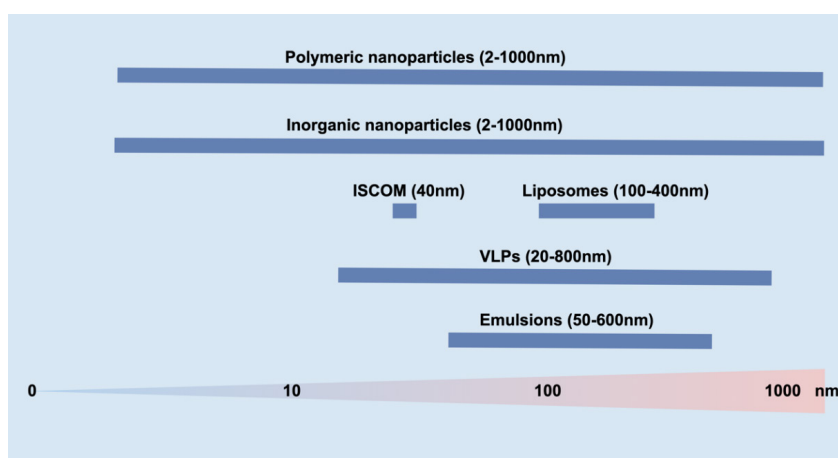 Polymeric nanoparticles (2-1000nm)
Inorganic nanoparticles (2-1000nm)
ISCOM (40nm) Liposomes (100-400nm)
VLPs (20-800nm)
Emulsions (50-600nm)
0 10 100 1000 nm